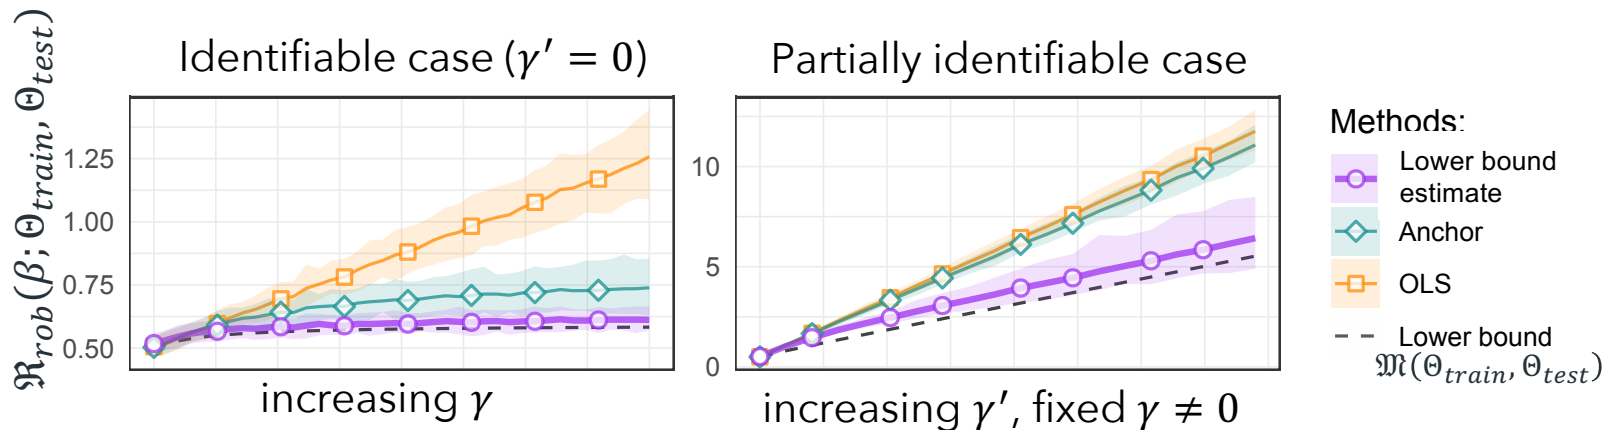 ℜ_rob(β; Θ_train, Θ_test)
Identifiable case (γ′ = 0)
1.25
1.00
0.75
0.50
increasing γ
Partially identifiable case
10
5
0
increasing γ′, fixed γ ≠ 0
Methods:
Lower bound
estimate
Anchor
OLS
Lower bound
𝔐(Θ_train, Θ_test)